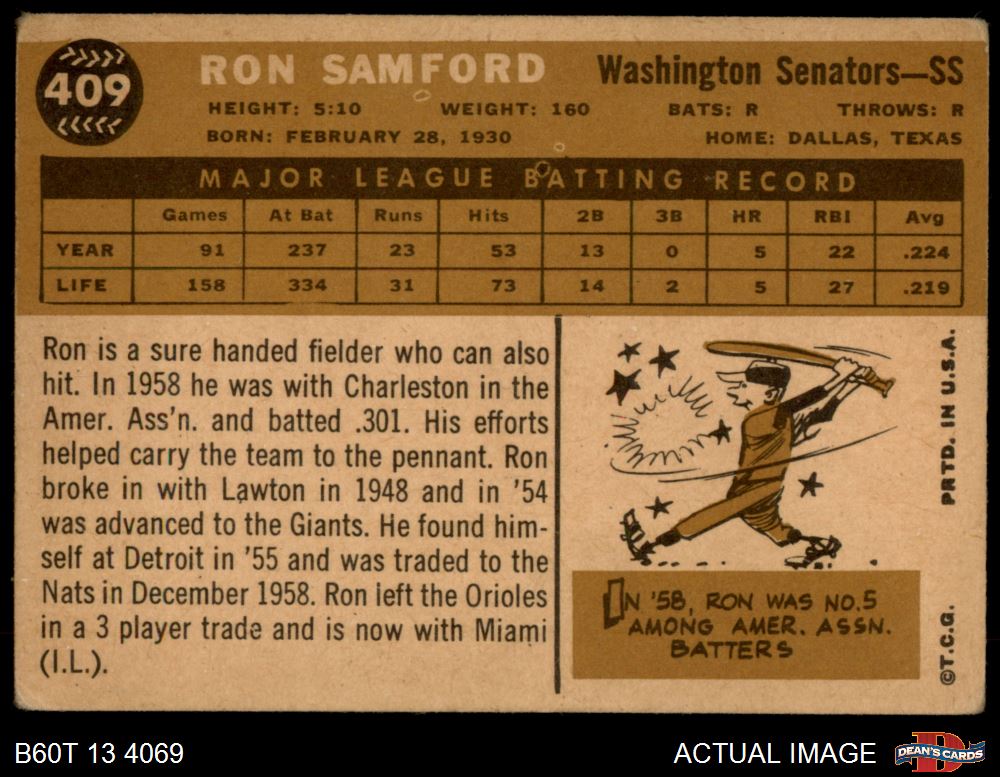 409
RON SAMFORD
Washington Senators—SS
HEIGHT: 5:10 WEIGHT: 160 BATS: R THROWS: R
BORN: FEBRUARY 28, 1930 HOME: DALLAS, TEXAS
MAJOR LEAGUE BATTING RECORD
Games At Bat Runs Hits 2B 3B HR RBI Avg
YEAR 91 237 23 53 13 0 5 22 .224
LIFE 158 334 31 73 14 2 5 27 .219
Ron is a sure handed fielder who can also
hit. In 1958 he was with Charleston in the
Amer. Ass'n. and batted .301. His efforts
helped carry the team to the pennant. Ron
broke in with Lawton in 1948 and in '54
was advanced to the Giants. He found him-
self at Detroit in '55 and was traded to the
Nats in December 1958. Ron left the Orioles
in a 3 player trade and is now with Miami
(I.L.).
IN '58, RON WAS NO.5
AMONG AMER. ASSN.
BATTERS
PRTD. IN U.S.A.
©T.C.G.
B60T 13 4069
ACTUAL IMAGE
DEAN'S CARDS